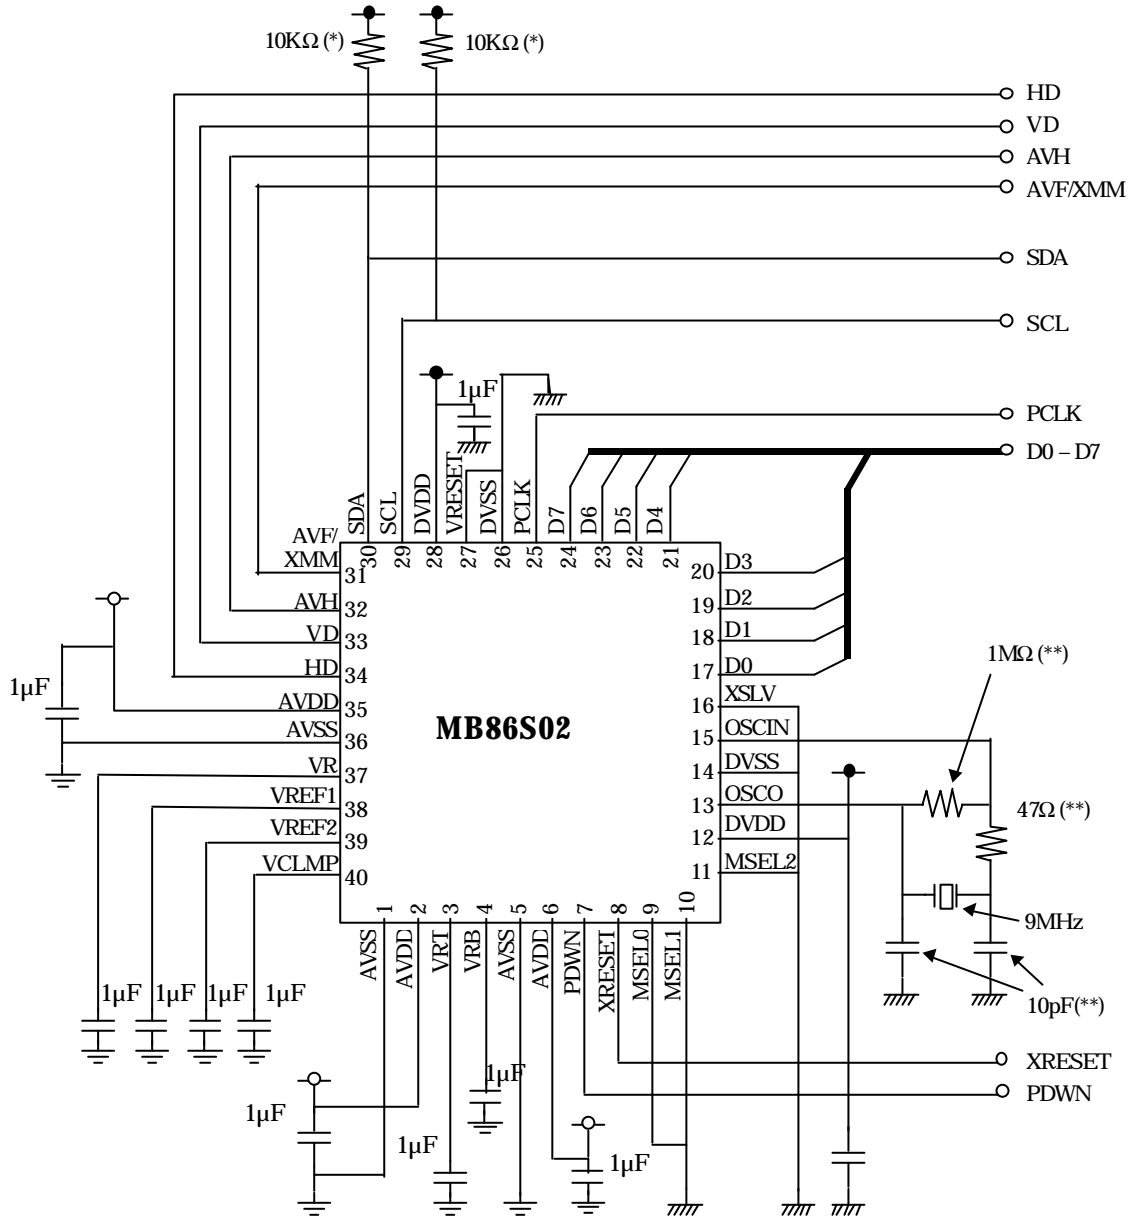 10KΩ (*)
10KΩ (*)
HD
VD
AVH
AVF/XMM
SDA
SCL
1μF
PCLK
D0 – D7
SDA
SCL
DVDD
VRESET
DVSS
PCLK
D7
D6
D5
D4
30
29
28
27
26
25
24
23
22
21
AVF/
XMM
31
AVH
32
VD
33
HD
34
AVDD
35
AVSS
36
VR
37
VREF1
38
VREF2
39
VCLMP
40
1μF
MB86S02
20
D3
19
D2
18
D1
17
D0
16
XSLV
15
OSCIN
14
DVSS
13
OSCO
12
DVDD
11
MSEL2
1MΩ (**)
47Ω (**)
9MHz
10pF(**)
1
2
3
4
5
6
7
8
9
10
AVSS
AVDD
VRT
VRB
AVSS
AVDD
PDWN
XRESET
MSEL0
MSEL1
1μF
1μF
1μF
1μF
XRESET
PDWN
1μF
1μF
1μF
1μF